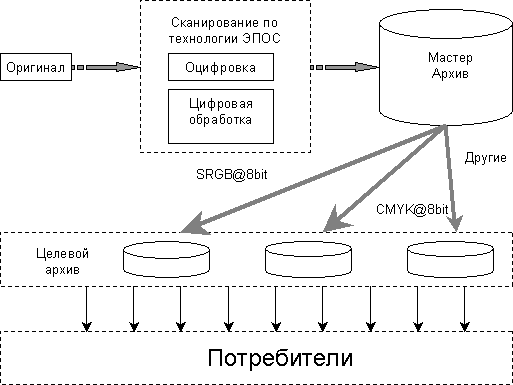 Сканирование по
технологии ЭПОС
Оригинал
Оцифровка
Цифровая
обработка
Мастер
Архив
SRGB@8bit
CMYK@8bit
Другие
Целевой
архив
Потребители